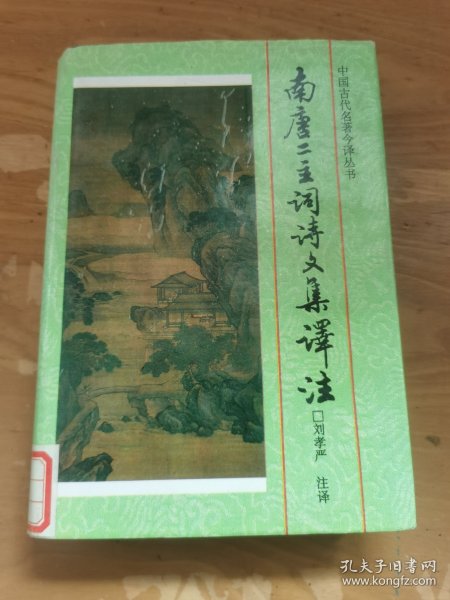 中国古代名著今译丛书
南唐二主词诗文集譯注
□刘孝严 注译
孔夫子旧书网
www.kongfz.com